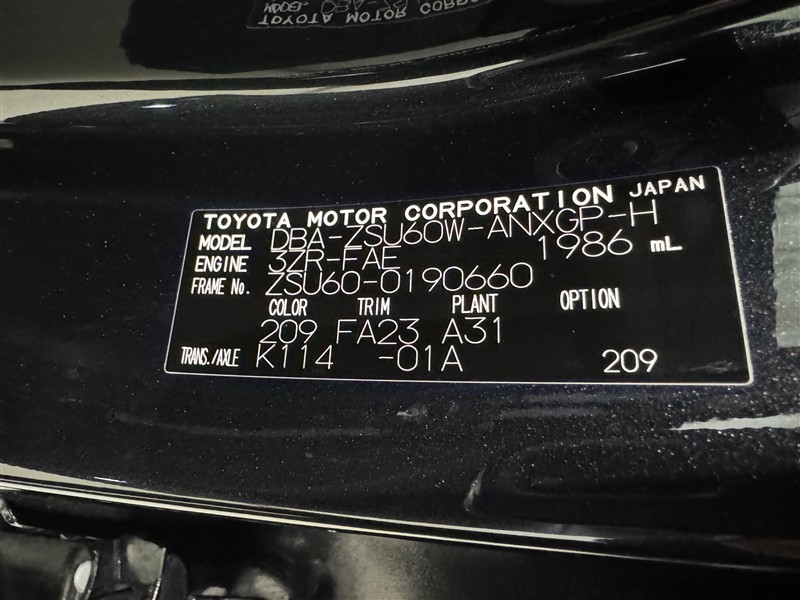 TOYOTA MOTOR CORPORATION JAPAN
MODEL DBA-ZSU60W-ANXGP-H
ENGINE 3ZR-FAE 1986 mL
FRAME No. ZSU60-0190660
COLOR TRIM PLANT OPTION
209 FA23 A31
TRANS./AXLE K114 -01A 209